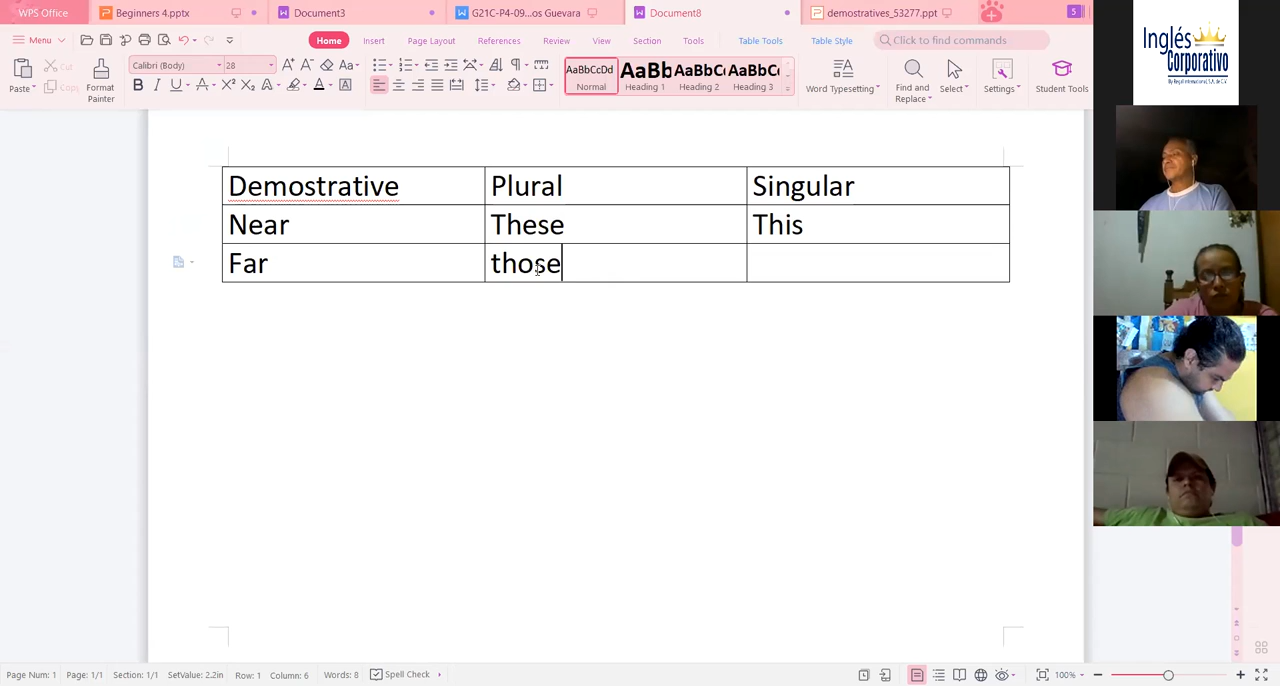 WPS Office Beginners 4.pptx Document3 G21C-P4-09...os Guevara Document8 demostratives_53277.ppt 5
Menu Home Insert Page Layout References Review View Section Tools Table Tools Table Style Click to find commands
Cut Calibri (Body) 28 AaBbCcDd AaBb AaBbC AaBbC
Paste Copy Format Painter Normal Heading 1 Heading 2 Heading 3 Word Typesetting Find and Replace Select Settings Student Tools
Inglés
Corporativo
Demostrative Plural Singular
Near These This
Far those
Page Num: 1 Page: 1/1 Section: 1/1 SetValue: 2.2in Row: 1 Column: 6 Words: 8 Spell Check 100%